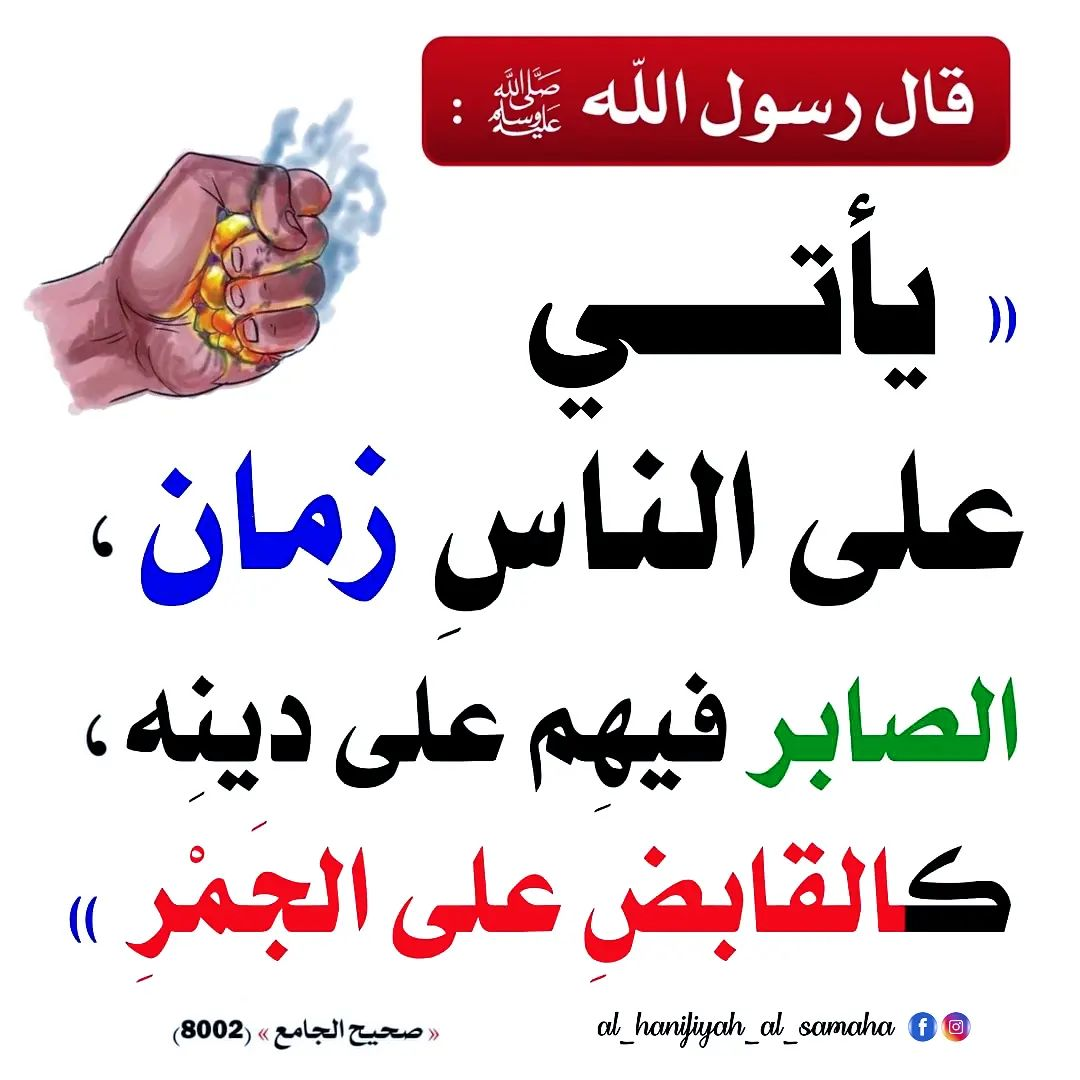 قال رسول الله ﷺ :
(( يأتـــي
على الناسِ زمان ،
الصابر فيهِم على دينِه ،
كالقابضِ على الجَمْرِ ))
al_hanifiyah_al_samaha
« صحيح الجامع » (8002)